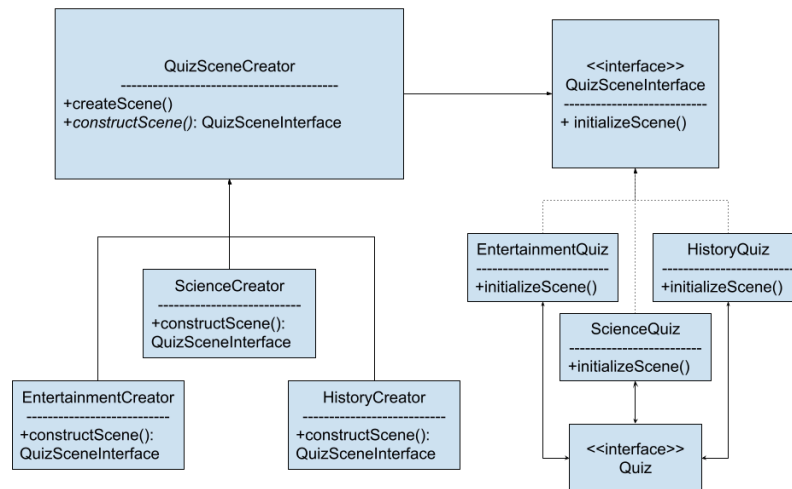 QuizSceneCreator
----------------------------------------
+createScene()
+constructScene(): QuizSceneInterface
<<interface>>
QuizSceneInterface
--------------------------
+ initializeScene()
ScienceCreator
--------------------------
+constructScene():
QuizSceneInterface
EntertainmentCreator
--------------------------
+constructScene():
QuizSceneInterface
HistoryCreator
--------------------------
+constructScene():
QuizSceneInterface
EntertainmentQuiz
------------------------
+initializeScene()
HistoryQuiz
------------------------
+initializeScene()
ScienceQuiz
------------------------
+initializeScene()
<<interface>>
Quiz